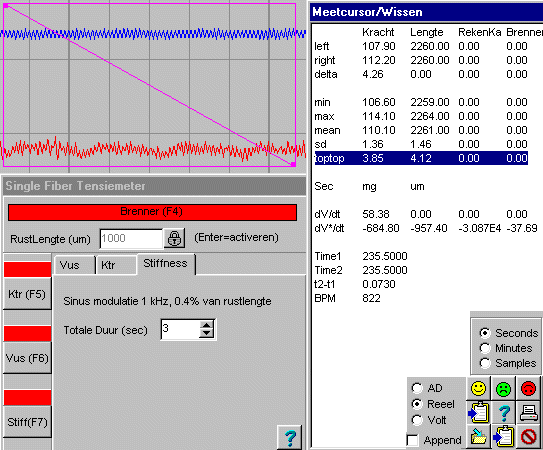 Single Fiber Tensiemeter
Brenner (F4)
RustLengte (um) 1000 (Enter=activeren)
Vus Ktr Stiffness
Ktr (F5)
Sinus modulatie 1 kHz, 0.4% van rustlengte
Totale Duur (sec) 3
Vus (F6)
Stiff(F7)
?
Meetcursor/Wissen
Kracht Lengte RekenKa Brenner
left 107.90 2260.00 0.00 0.00
right 112.20 2260.00 0.00 0.00
delta 4.26 0.00 0.00 0.00
min 106.60 2259.00 0.00 0.00
max 114.10 2264.00 0.00 0.00
mean 110.10 2261.00 0.00 0.00
sd 1.36 1.46 0.00 0.00
toptop 3.85 4.12 0.00 0.00
Sec mg um
dV/dt 58.38 0.00 0.00 0.00
dV*/dt -684.80 -957.40 -3.087E4 -37.69
Time1 235.5000
Time2 235.5000
t2-t1 0.0730
BPM 822
Seconds
Minutes
Samples
AD
Reeel
Volt
?
Append